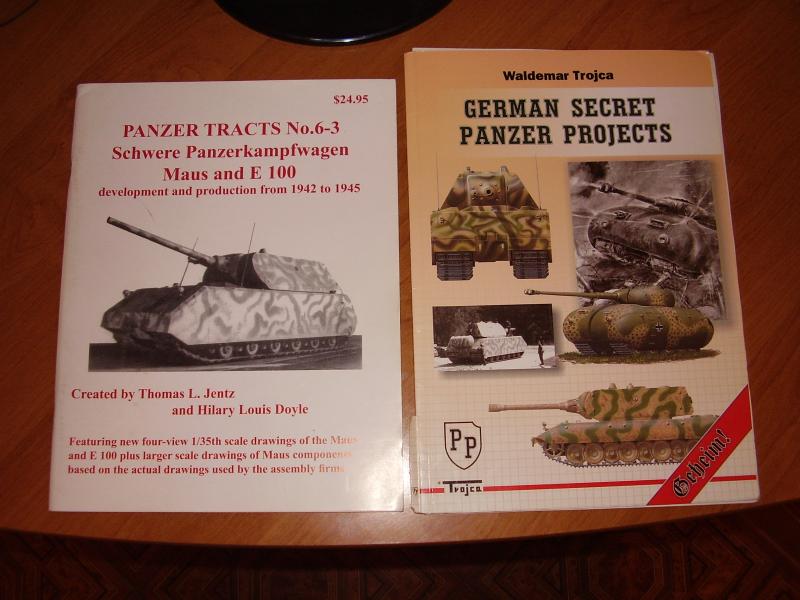 $24.95
PANZER TRACTS No.6-3
Schwere Panzerkampfwagen
Maus and E 100
development and production from 1942 to 1945
Created by Thomas L. Jentz
and Hilary Louis Doyle
Featuring new four-view 1/35th scale drawings of the Maus
and E 100 plus larger scale drawings of Maus components
based on the actual drawings used by the assembly firms
Waldemar Trojca
GERMAN SECRET
PANZER PROJECTS
PP
Trojca
Geheim!